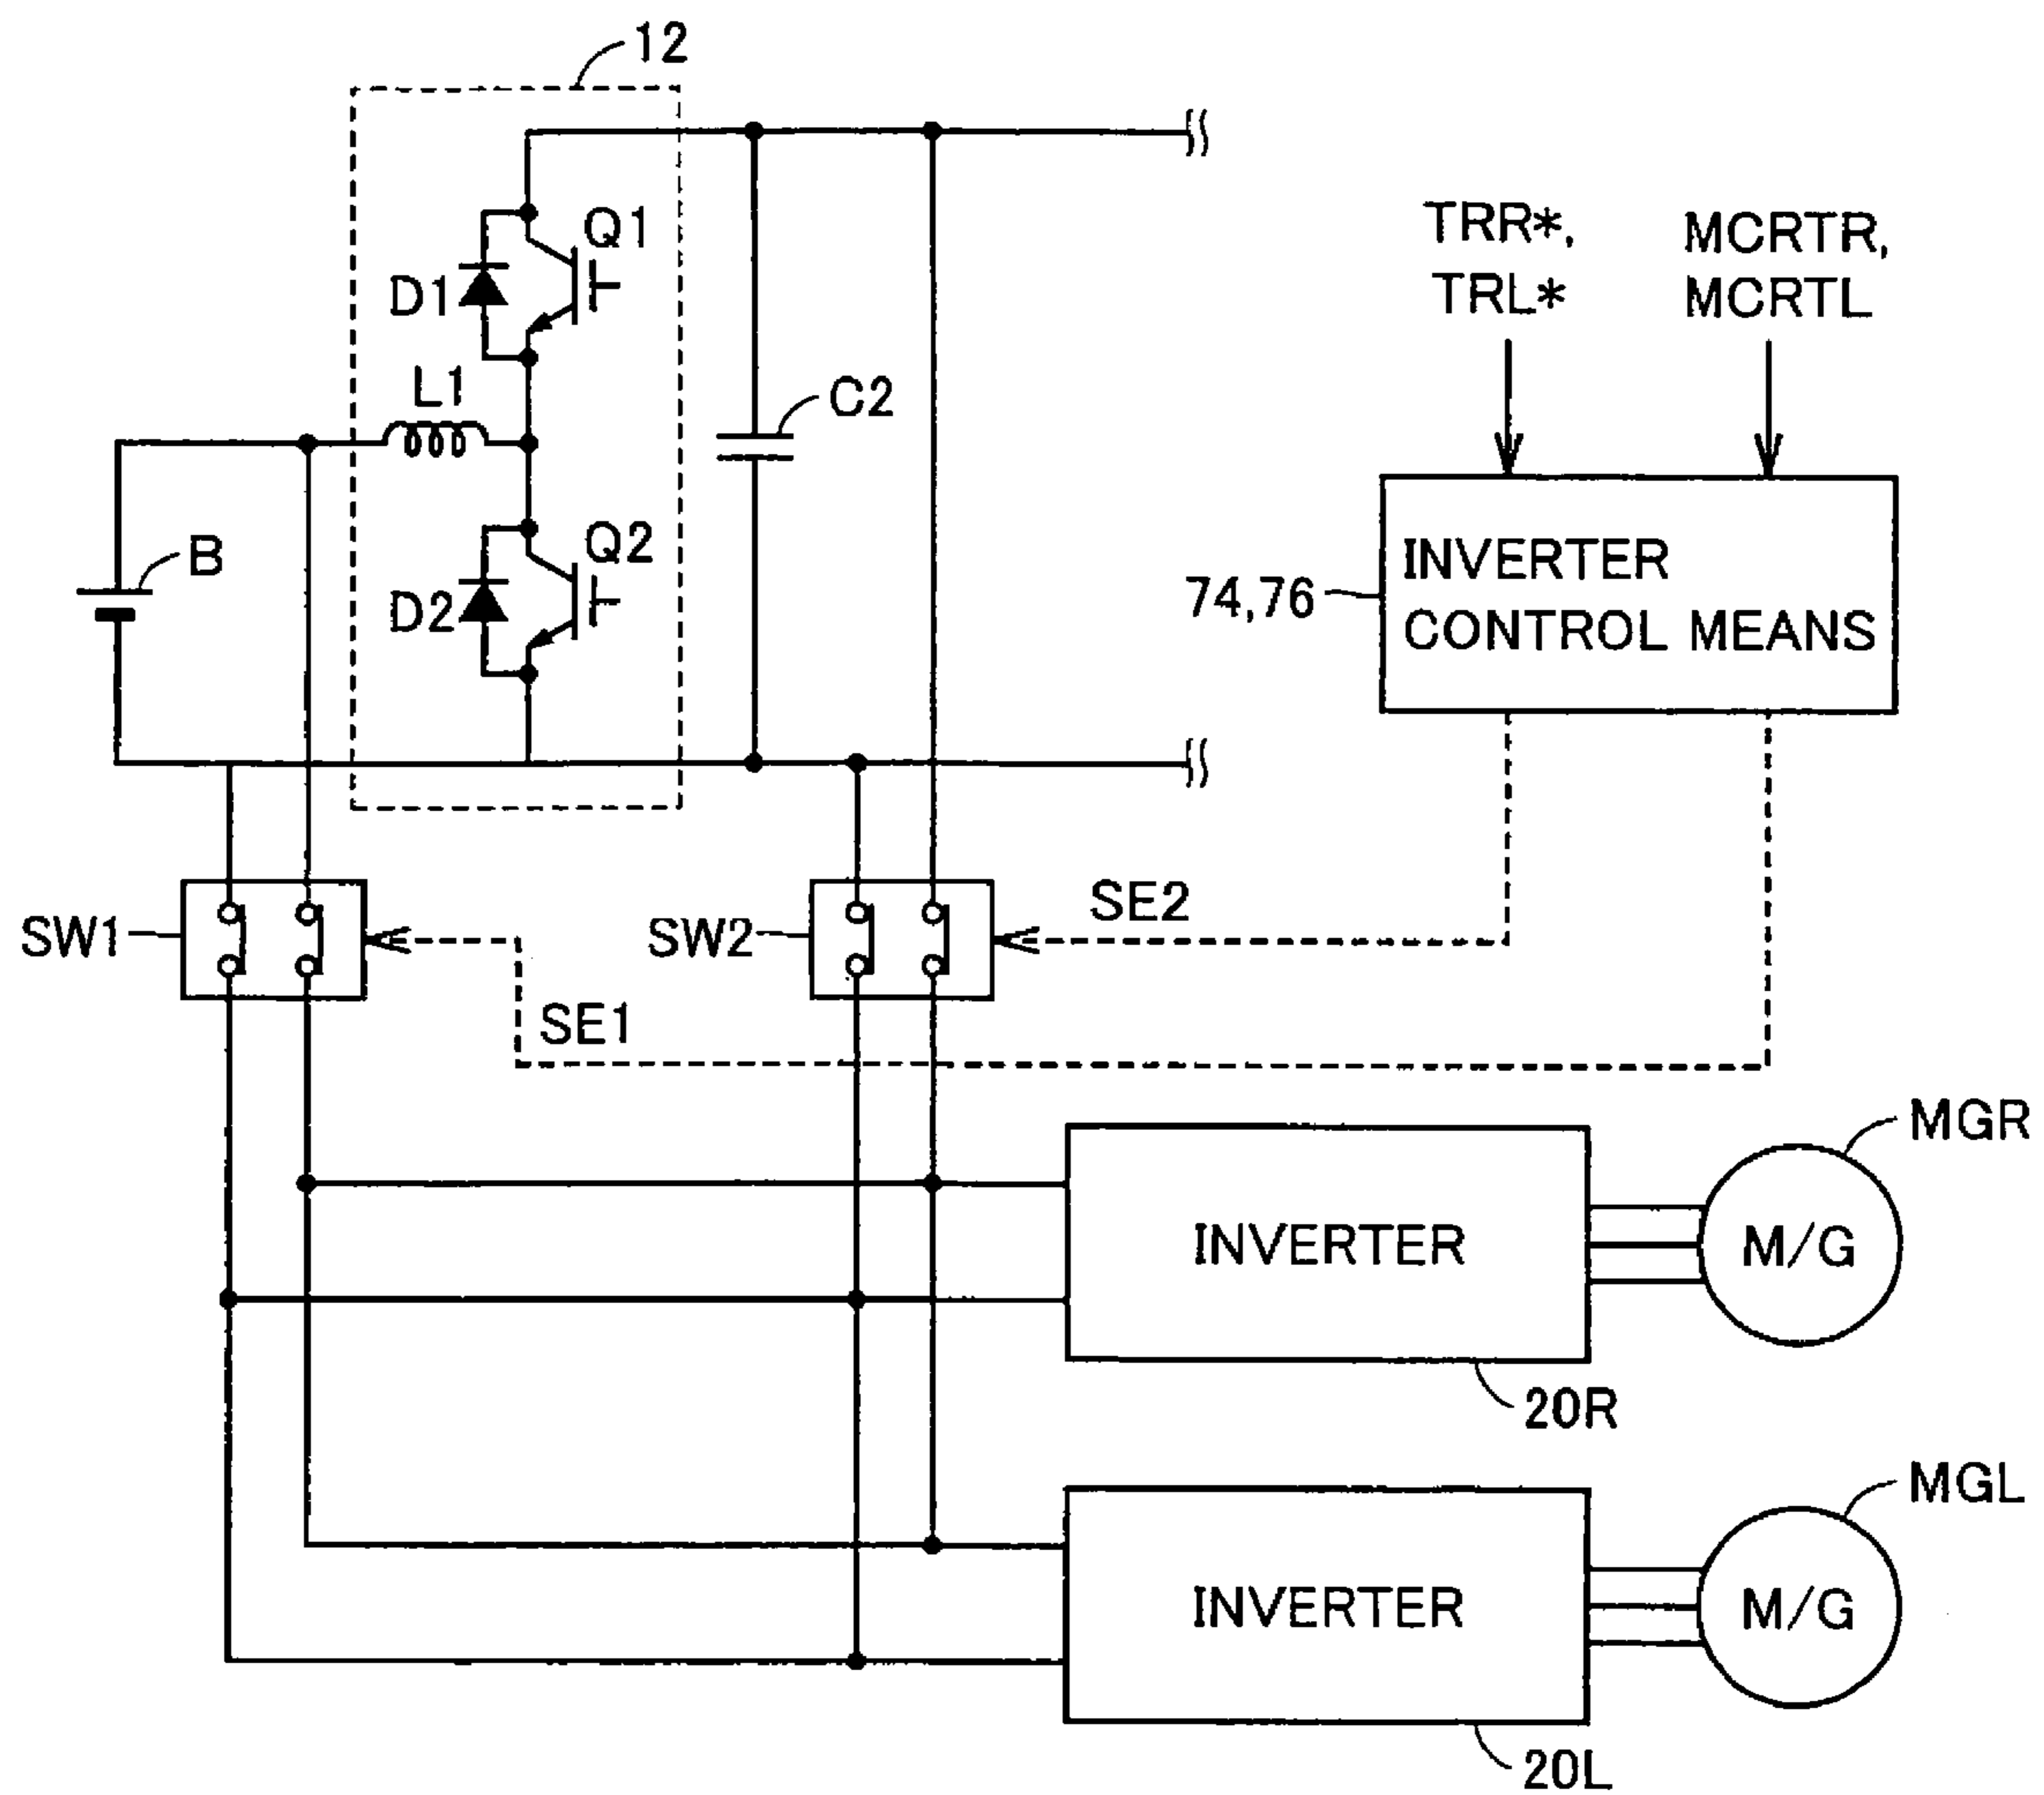 12
Q1
D1
TRR*,
TRL*
MCRTR,
MCRTL
L1
C2
B
Q2
D2
74,76
INVERTER
CONTROL MEANS
SW1
SW2
SE2
SE1
MGR
INVERTER
M/G
20R
MGL
INVERTER
M/G
20L